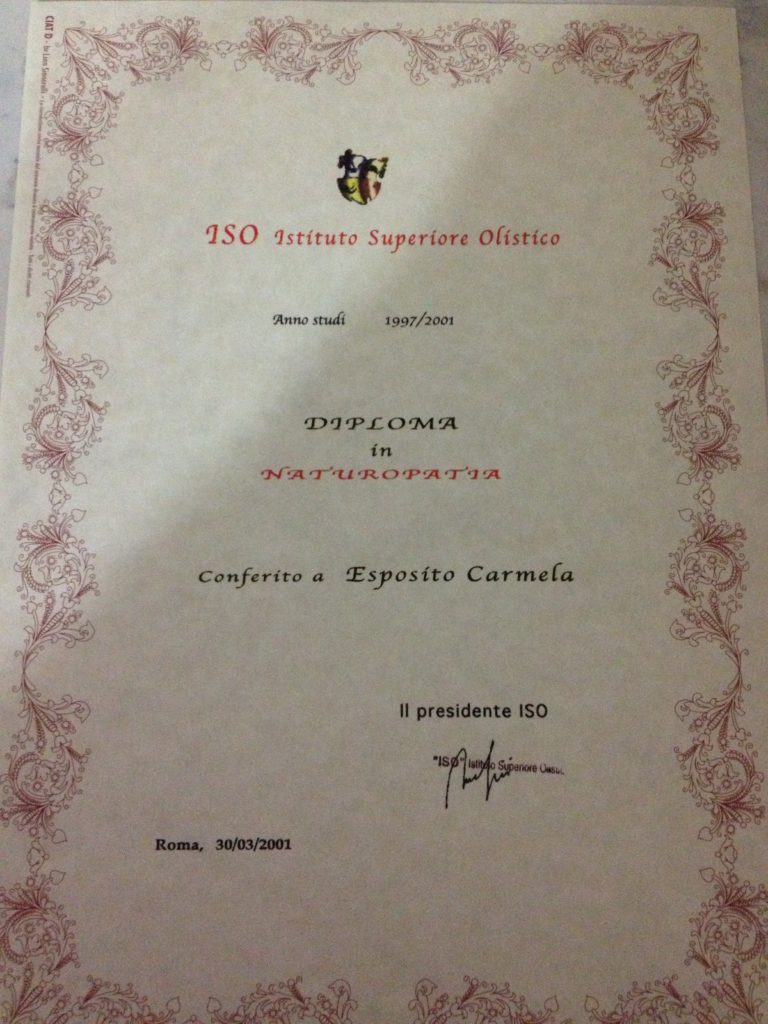 ISO Istituto Superiore Olistico
Anno studi 1997/2001
DIPLOMA
in
NATUROPATIA
Conferito a Esposito Carmela
Il presidente ISO
"ISO" Istituto Superiore
Roma, 30/03/2001
CIAT D